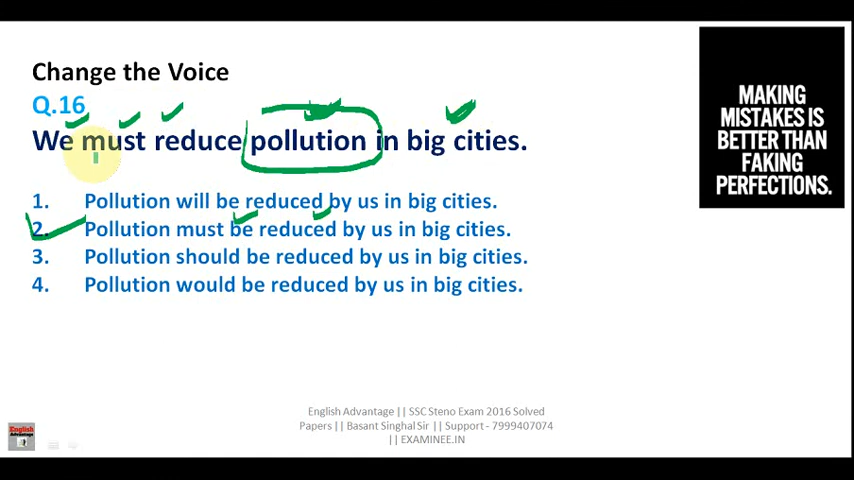 Change the Voice
Q.16
We must reduce pollution in big cities.
1. Pollution will be reduced by us in big cities.
2. Pollution must be reduced by us in big cities.
3. Pollution should be reduced by us in big cities.
4. Pollution would be reduced by us in big cities.
MAKING
MISTAKES IS
BETTER THAN
FAKING
PERFECTIONS.
English Advantage || SSC Steno Exam 2016 Solved
Papers || Basant Singhal Sir || Support - 7999407074
|| EXAMINEE.IN
English
Advantage